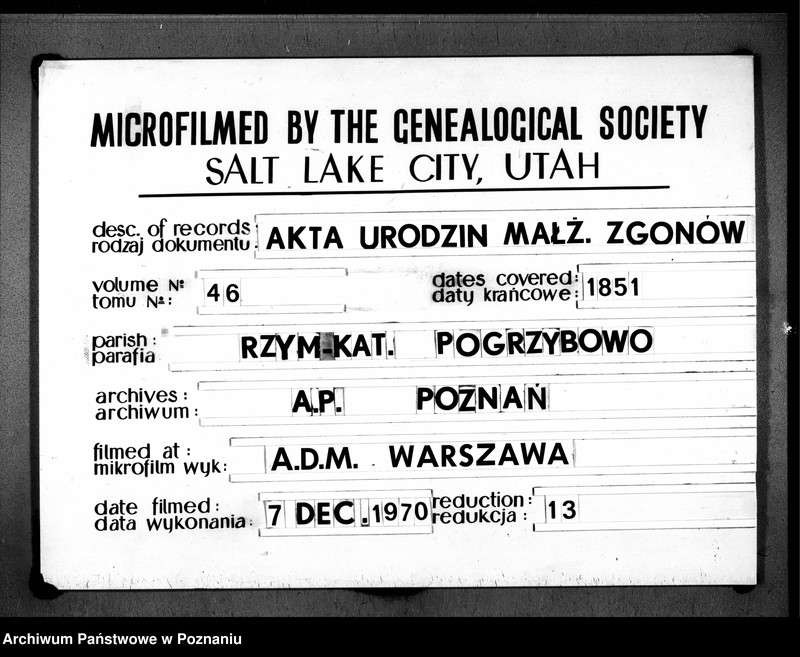 MICROFILMED BY THE GENEALOGICAL SOCIETY
SALT LAKE CITY, UTAH
desc. of records
rodzaj dokumentu: AKTA URODZIN MAŁŻ. ZGONÓW
volume №
tomu №: 46
dates covered:
daty krańcowe: 1851
parish:
parafia RZYM-KAT. POGRZYBOWO
archives:
archiwum: A.P. POZNAŃ
filmed at:
mikrofilm wyk: A.D.M. WARSZAWA
date filmed:
data wykonania: 7 DEC. 1970
reduction:
redukcja: 13
Archiwum Państwowe w Poznaniu